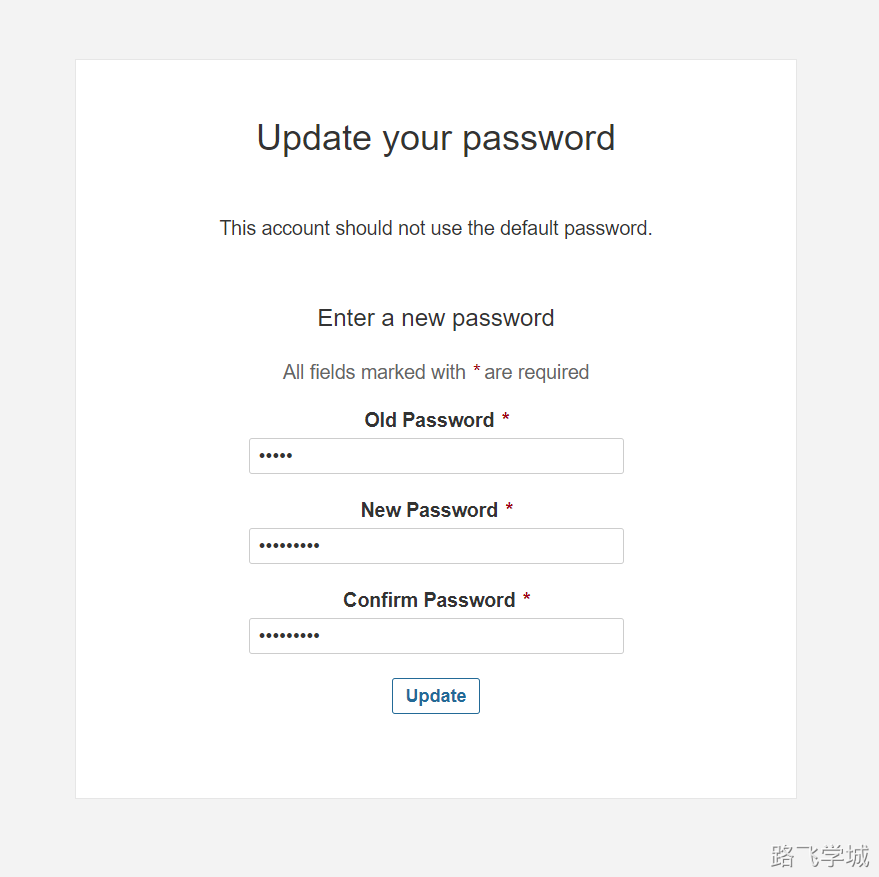 Update your password
This account should not use the default password.
Enter a new password
All fields marked with * are required
Old Password *
•••••
New Password *
•••••••••
Confirm Password *
•••••••••
Update
路飞学城